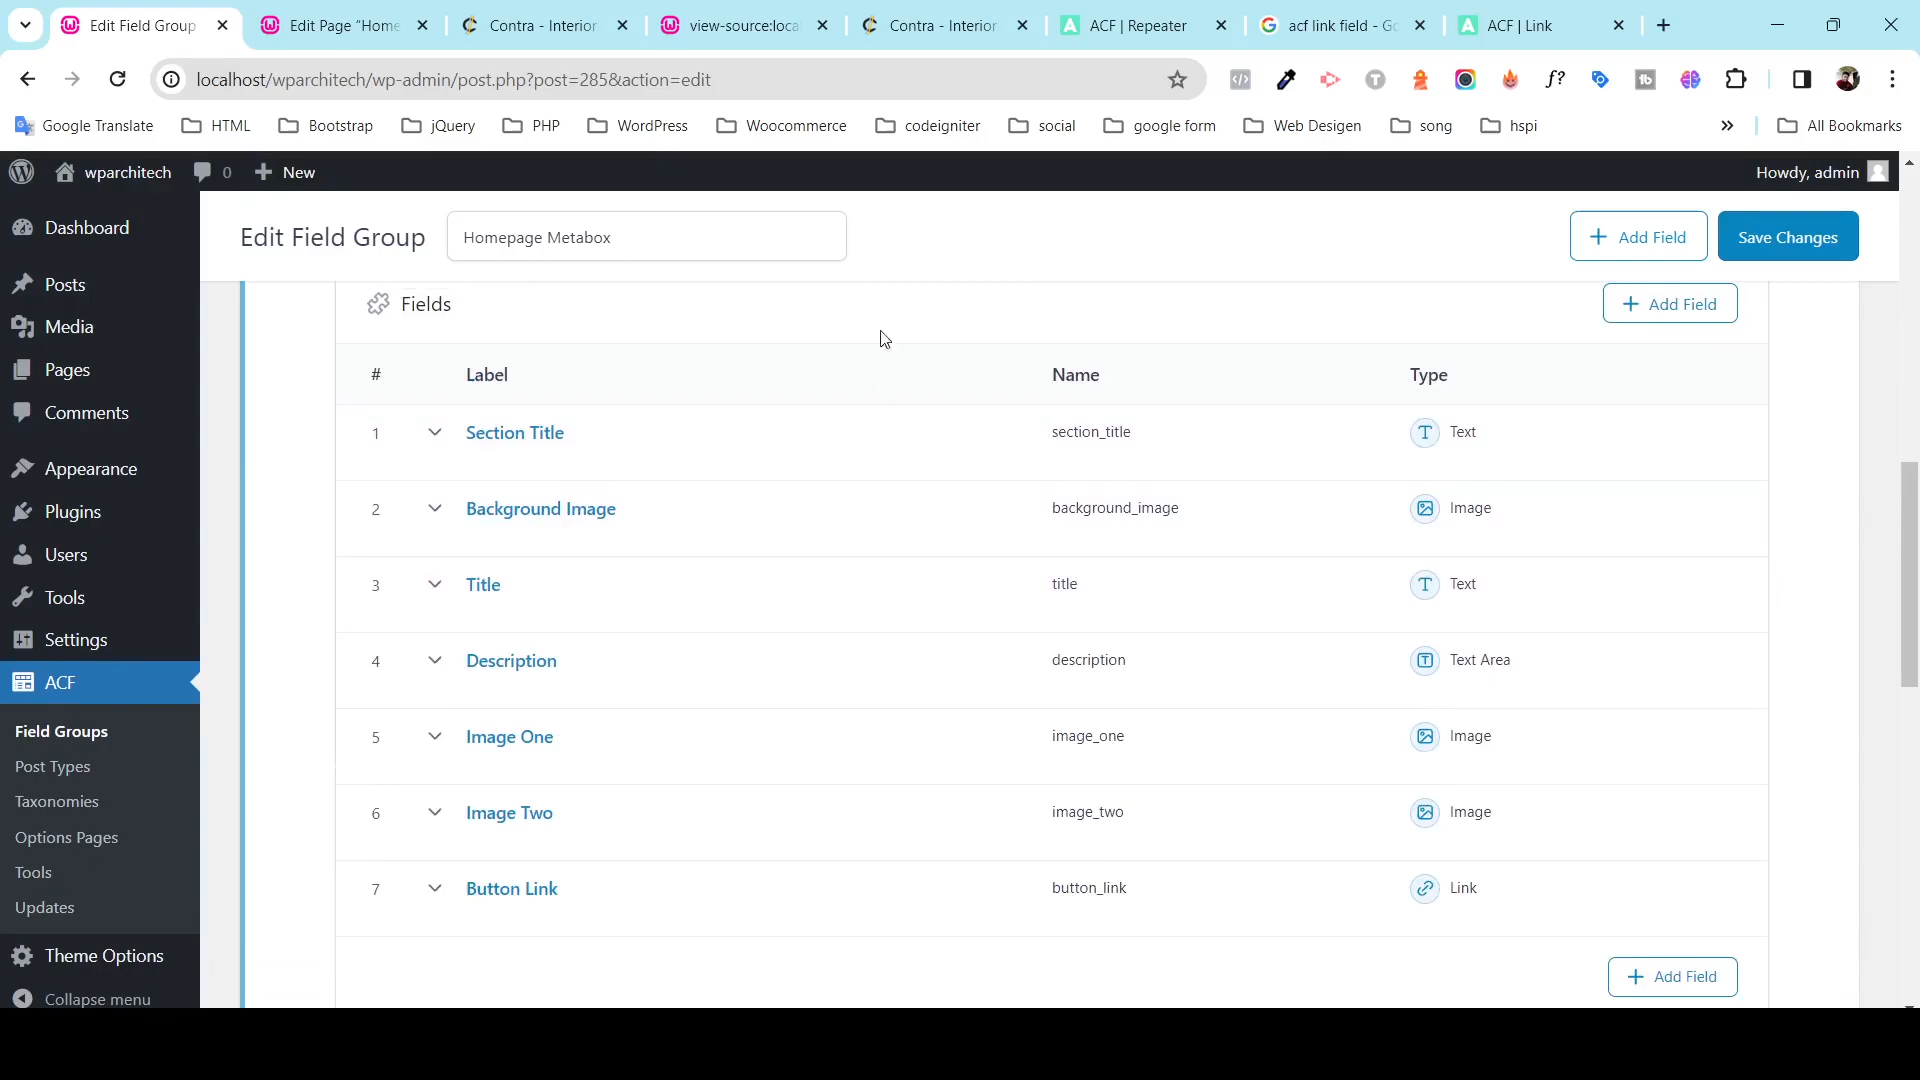 Edit Field Group
Edit Page "Home
Contra - Interior
view-source:loca
Contra - Interior
ACF | Repeater
acf link field - Go
ACF | Link
localhost/wparchitech/wp-admin/post.php?post=285&action=edit
Google Translate
HTML
Bootstrap
jQuery
PHP
WordPress
Woocommerce
codeigniter
social
google form
Web Desigen
song
hspi
All Bookmarks
wparchitech
0
New
Howdy, admin
Dashboard
Posts
Media
Pages
Comments
Appearance
Plugins
Users
Tools
Settings
ACF
Field Groups
Post Types
Taxonomies
Options Pages
Tools
Updates
Theme Options
Collapse menu
Edit Field Group
Homepage Metabox
Add Field
Save Changes
Fields
Add Field
# Label Name Type
1 Section Title section_title Text
2 Background Image background_image Image
3 Title title Text
4 Description description Text Area
5 Image One image_one Image
6 Image Two image_two Image
7 Button Link button_link Link
Add Field